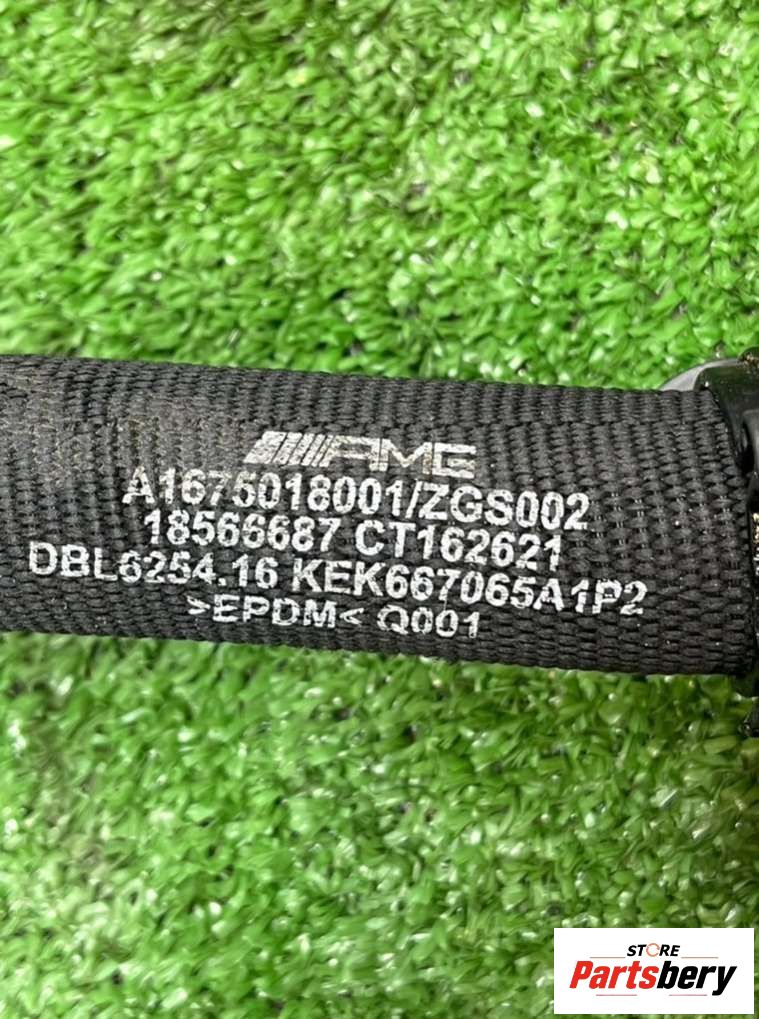 AMG
A1675018001/ZGS002
18566687 CT162621
DBL6254.16 KEK667065A1P2
>EPDM< Q001
STORE
Partsbery